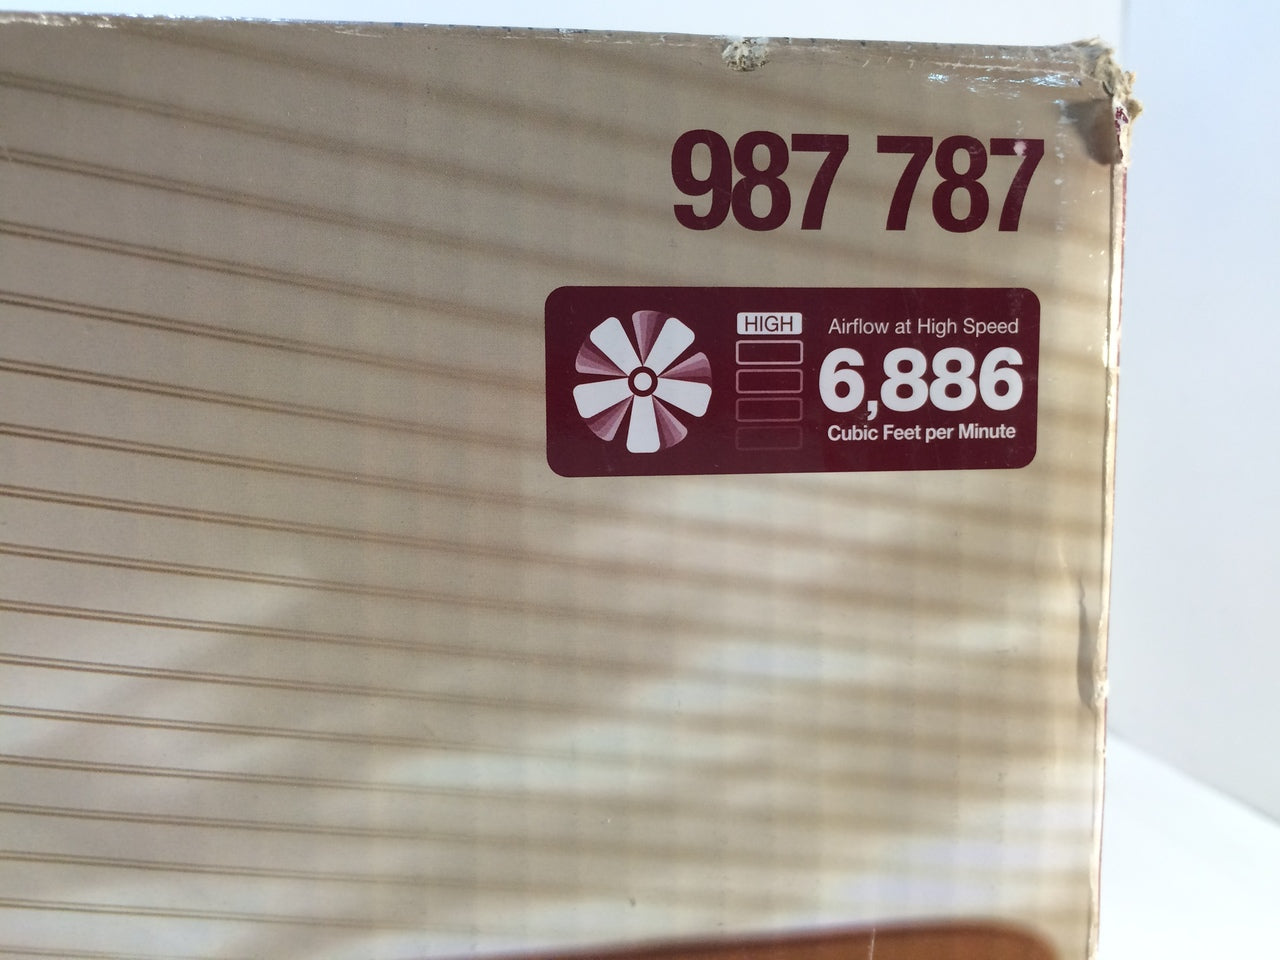 987 787
HIGH
Airflow at High Speed
6,886
Cubic Feet per Minute